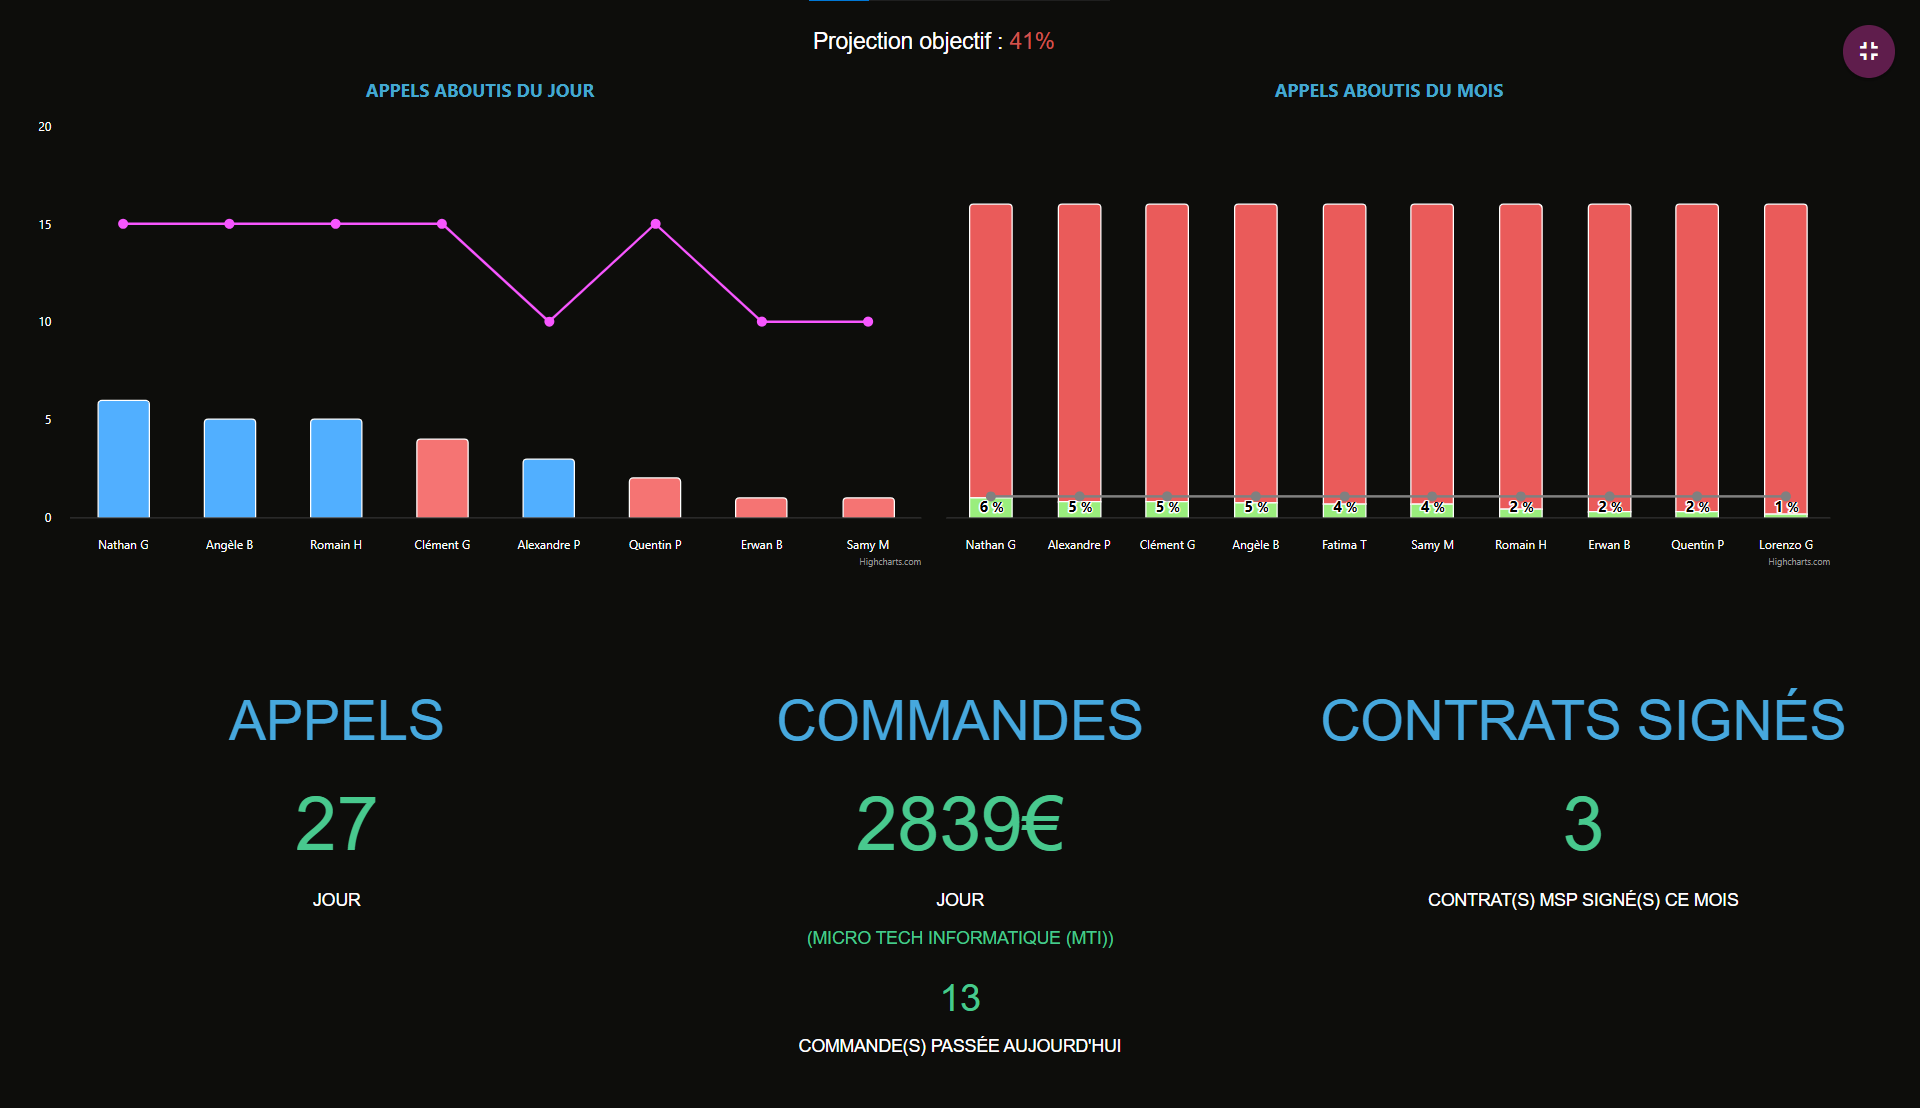 Projection objectif : 41%
APPELS ABOUTIS DU JOUR
20
15
10
5
0
Nathan G Angèle B Romain H Clément G Alexandre P Quentin P Erwan B Samy M
Highcharts.com
APPELS ABOUTIS DU MOIS
6 % 5 % 5 % 5 % 4 % 4 % 2 % 2 % 2 % 1 %
Nathan G Alexandre P Clément G Angèle B Fatima T Samy M Romain H Erwan B Quentin P Lorenzo G
Highcharts.com
APPELS
27
JOUR
COMMANDES
2839€
JOUR
(MICRO TECH INFORMATIQUE (MTI))
13
COMMANDE(S) PASSÉE AUJOURD'HUI
CONTRATS SIGNÉS
3
CONTRAT(S) MSP SIGNÉ(S) CE MOIS